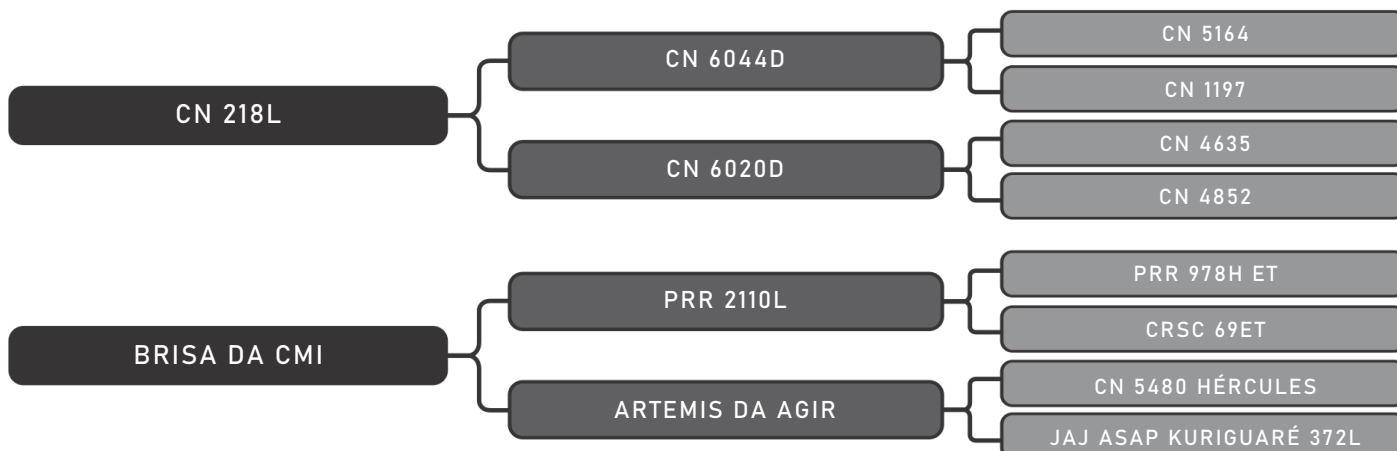 CN 218L
CN 6044D
CN 5164
CN 1197
CN 6020D
CN 4635
CN 4852
BRISA DA CMI
PRR 2110L
PRR 978H ET
CRSC 69ET
ARTEMIS DA AGIR
CN 5480 HÉRCULES
JAJ ASAP KURIGUARÉ 372L